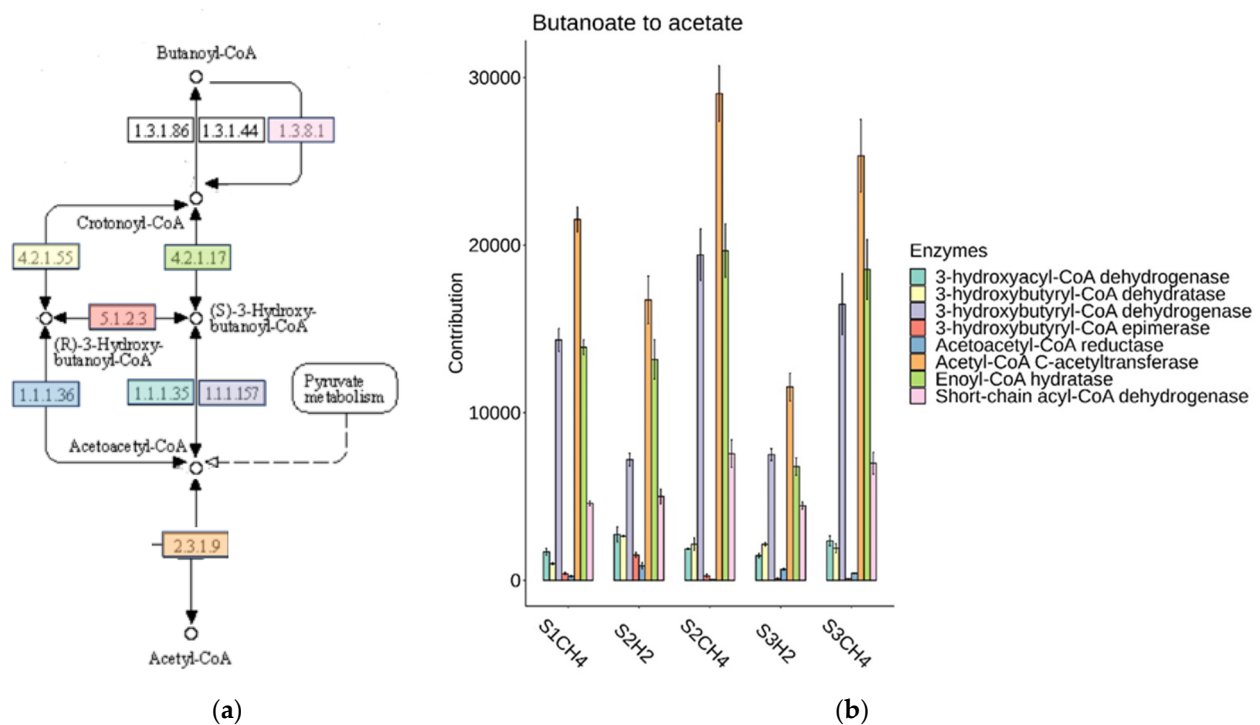 Butanoyl-CoA
1.3.1.86
1.3.1.44
1.3.8.1
Crotonoyl-CoA
4.2.1.55
4.2.1.17
5.1.2.3
(S)-3-Hydroxy-
butanoyl-CoA
(R)-3-Hydroxy-
butanoyl-CoA
1.1.1.36
1.1.1.35
1.1.1.157
Pyruvate
metabolism
Acetoacetyl-CoA
2.3.1.9
Acetyl-CoA
(a)
Butanoate to acetate
Contribution
30000
20000
10000
0
S1CH4
S2H2
S2CH4
S3H2
S3CH4
Enzymes
3-hydroxyacyl-CoA dehydrogenase
3-hydroxybutyryl-CoA dehydratase
3-hydroxybutyryl-CoA dehydrogenase
3-hydroxybutyryl-CoA epimerase
Acetoacetyl-CoA reductase
Acetyl-CoA C-acetyltransferase
Enoyl-CoA hydratase
Short-chain acyl-CoA dehydrogenase
(b)